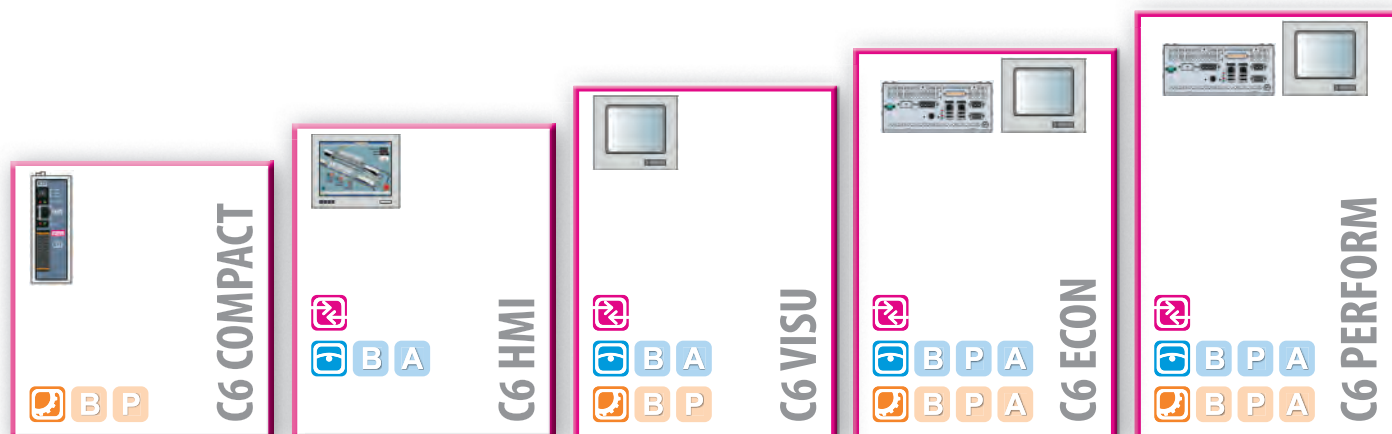 C6 COMPACT
B P
C6 HMI
B A
C6 VISU
B A
B P
C6 ECON
B P A
B P A
C6 PERFORM
B P A
B P A